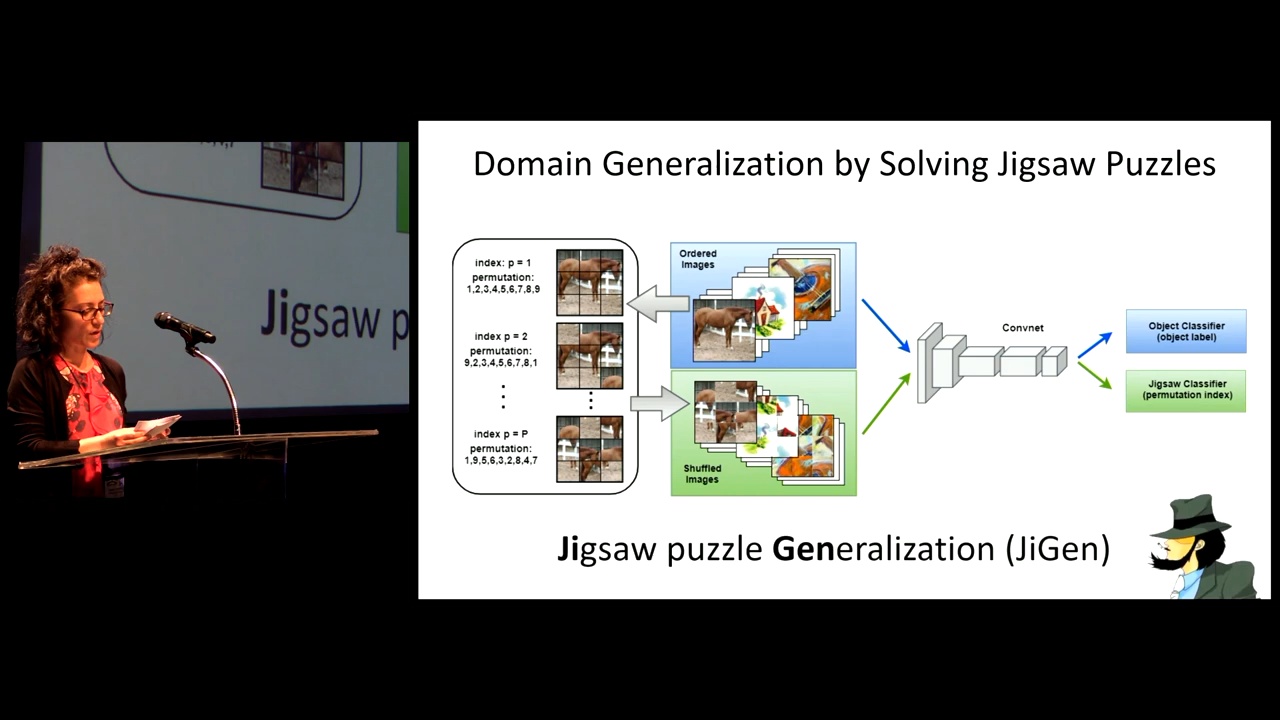 Jigsaw p
Domain Generalization by Solving Jigsaw Puzzles
index: p = 1
permutation:
1,2,3,4,5,6,7,8,9
index p = 2
permutation:
9,2,3,4,5,6,7,8,1
index p = P
permutation:
1,9,5,6,3,2,8,4,7
Ordered
Images
Shuffled
Images
Convnet
Object Classifier
(object label)
Jigsaw Classifier
(permutation index)
Jigsaw puzzle Generalization (JiGen)